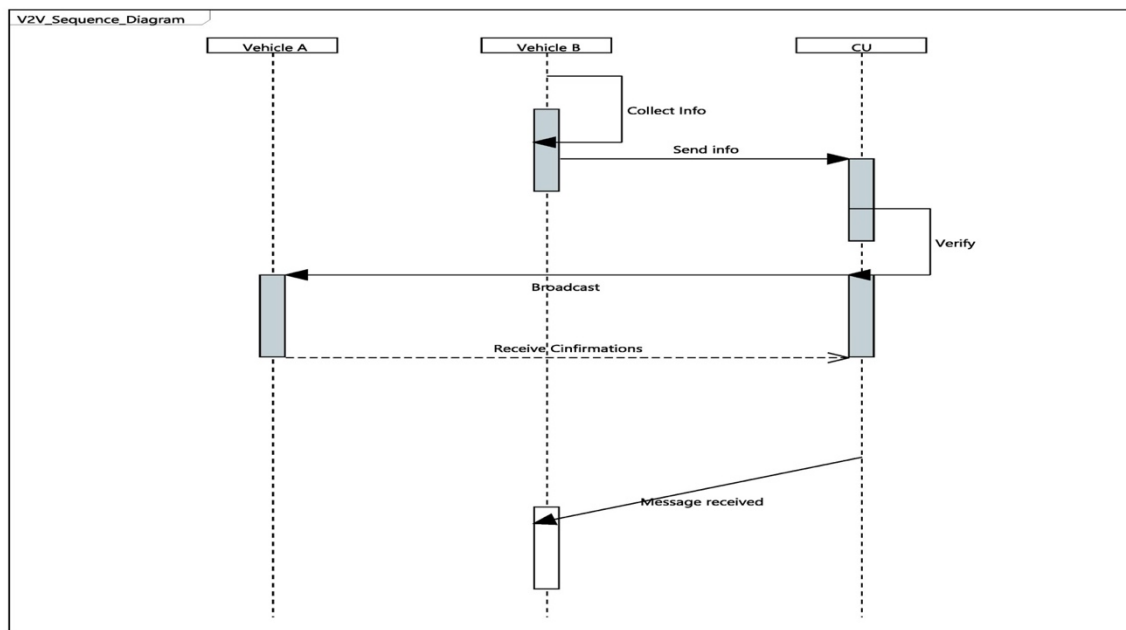 V2V_Sequence_Diagram
Vehicle A
Vehicle B
CU
Collect Info
Send info
Verify
Broadcast
Receive Cinfirmations
Message received